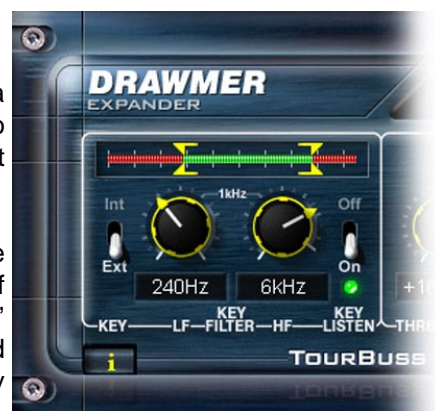 DRAWMER
EXPANDER
1kHz
Int Off
Ext On
240Hz 6kHz
KEY LF KEY FILTER HF KEY LISTEN
i
TOURBUSS